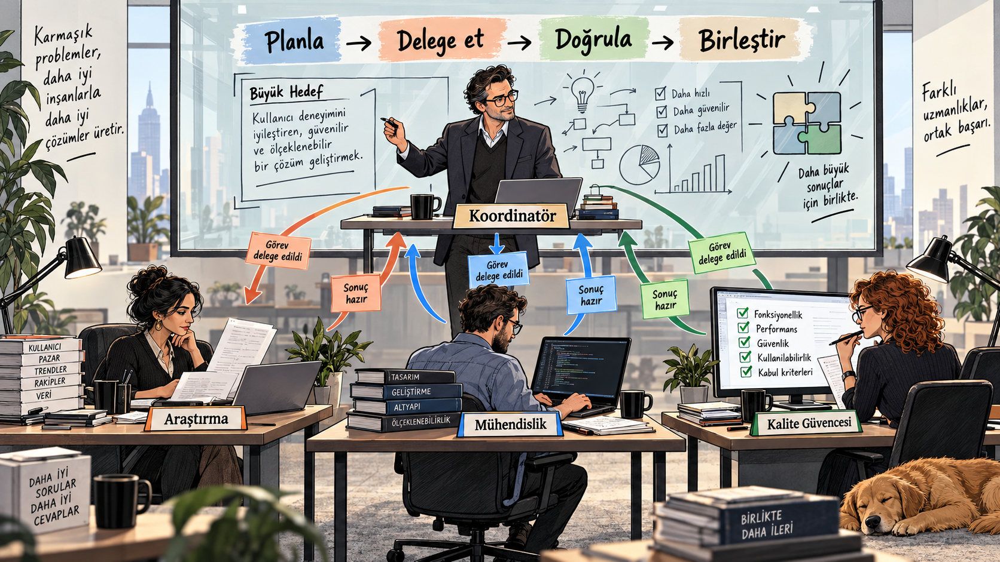 Planla → Delege et → Doğrula → Birleştir
Karmaşık
problemler,
daha iyi
insanlarla
daha iyi
çözümler üretir.
Büyük Hedef
Kullanıcı deneyimini
iyileştiren, güvenilir
ve ölçeklenebilir
bir çözüm geliştirmek.
Daha hızlı
Daha güvenilir
Daha fazla değer
Daha büyük
sonuçlar
için birlikte.
Farklı
uzmanlıklar,
ortak başarı.
Koordinatör
Görev
delege edildi
Sonuç
hazır
Görev
delege edildi
Sonuç
hazır
Sonuç
hazır
Görev
delege edildi
KULLANICI
PAZAR
TRENDLER
RAKİPLER
VERİ
Araştırma
TASARIM
GELİŞTİRME
ALTYAPI
ÖLÇEKLENEBİLİRLİK
Mühendislik
Fonksiyonellik
Performans
Güvenlik
Kullanilabilirlik
Kabul kriterleri
Kalite Güvencesi
DAHA İYİ
SORULAR
DAHA İYİ
CEVAPLAR
BİRLİKTE
DAHA İLERİ